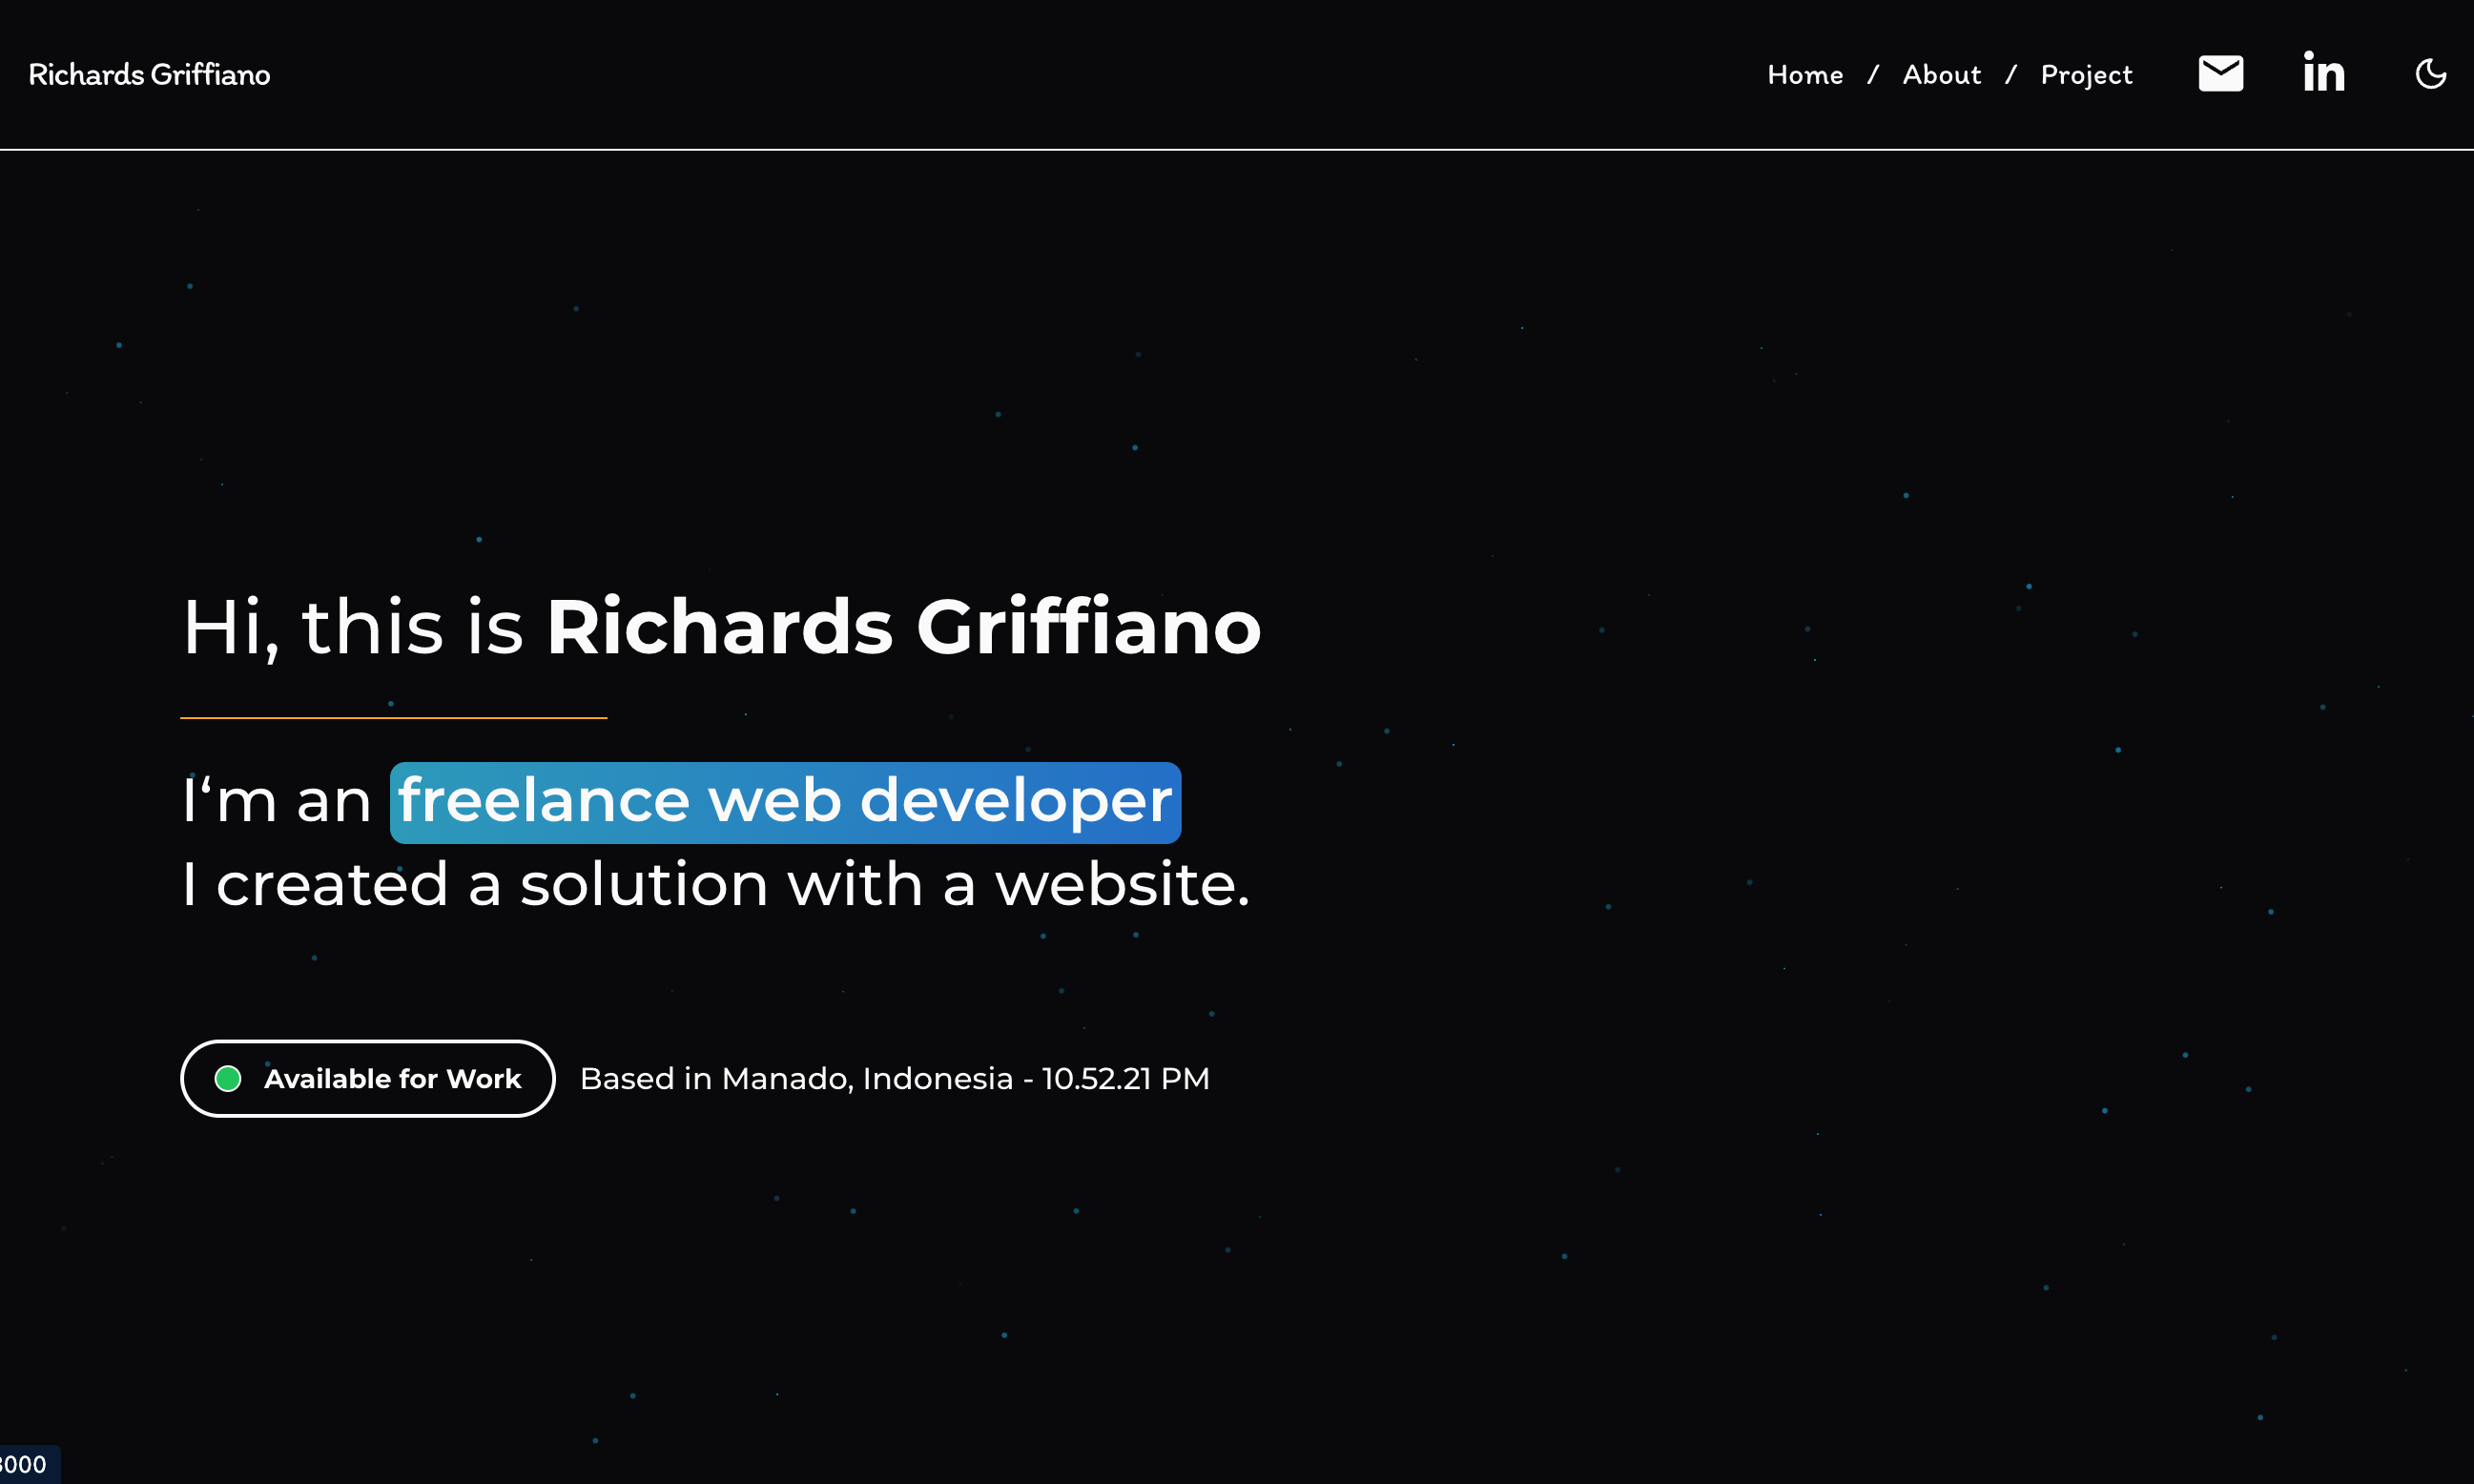 Richards Griffiano
Home / About / Project
in
Hi, this is Richards Griffiano
I‘m an freelance web developer
I created a solution with a website.
Available for Work
Based in Manado, Indonesia - 10.52.21 PM
000